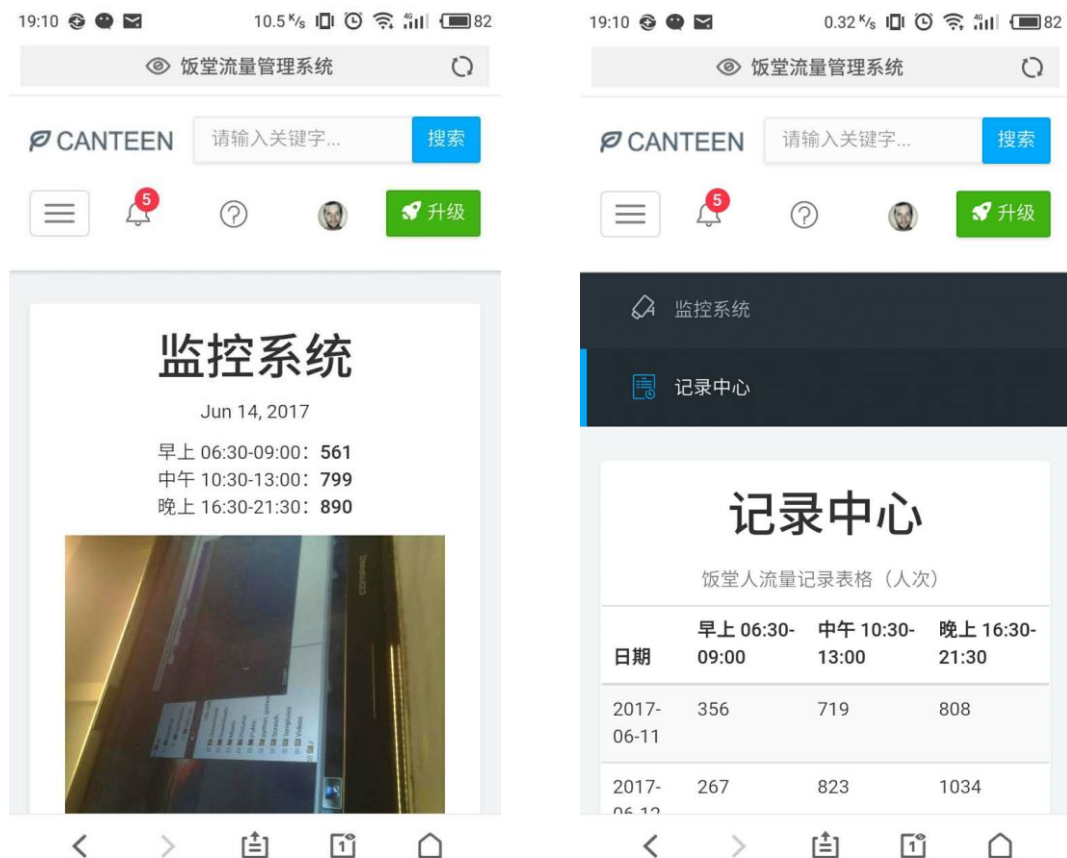 19:10
10.5 K/s
4G
82
饭堂流量管理系统
CANTEEN
请输入关键字...
搜索
5
升级
监控系统
Jun 14, 2017
早上 06:30-09:00：561
中午 10:30-13:00：799
晚上 16:30-21:30：890
1
19:10
0.32 K/s
4G
82
饭堂流量管理系统
CANTEEN
请输入关键字...
搜索
5
升级
监控系统
记录中心
记录中心
饭堂人流量记录表格（人次）
日期
早上 06:30-
09:00
中午 10:30-
13:00
晚上 16:30-
21:30
2017-
06-11
356
719
808
2017-
06-12
267
823
1034
1